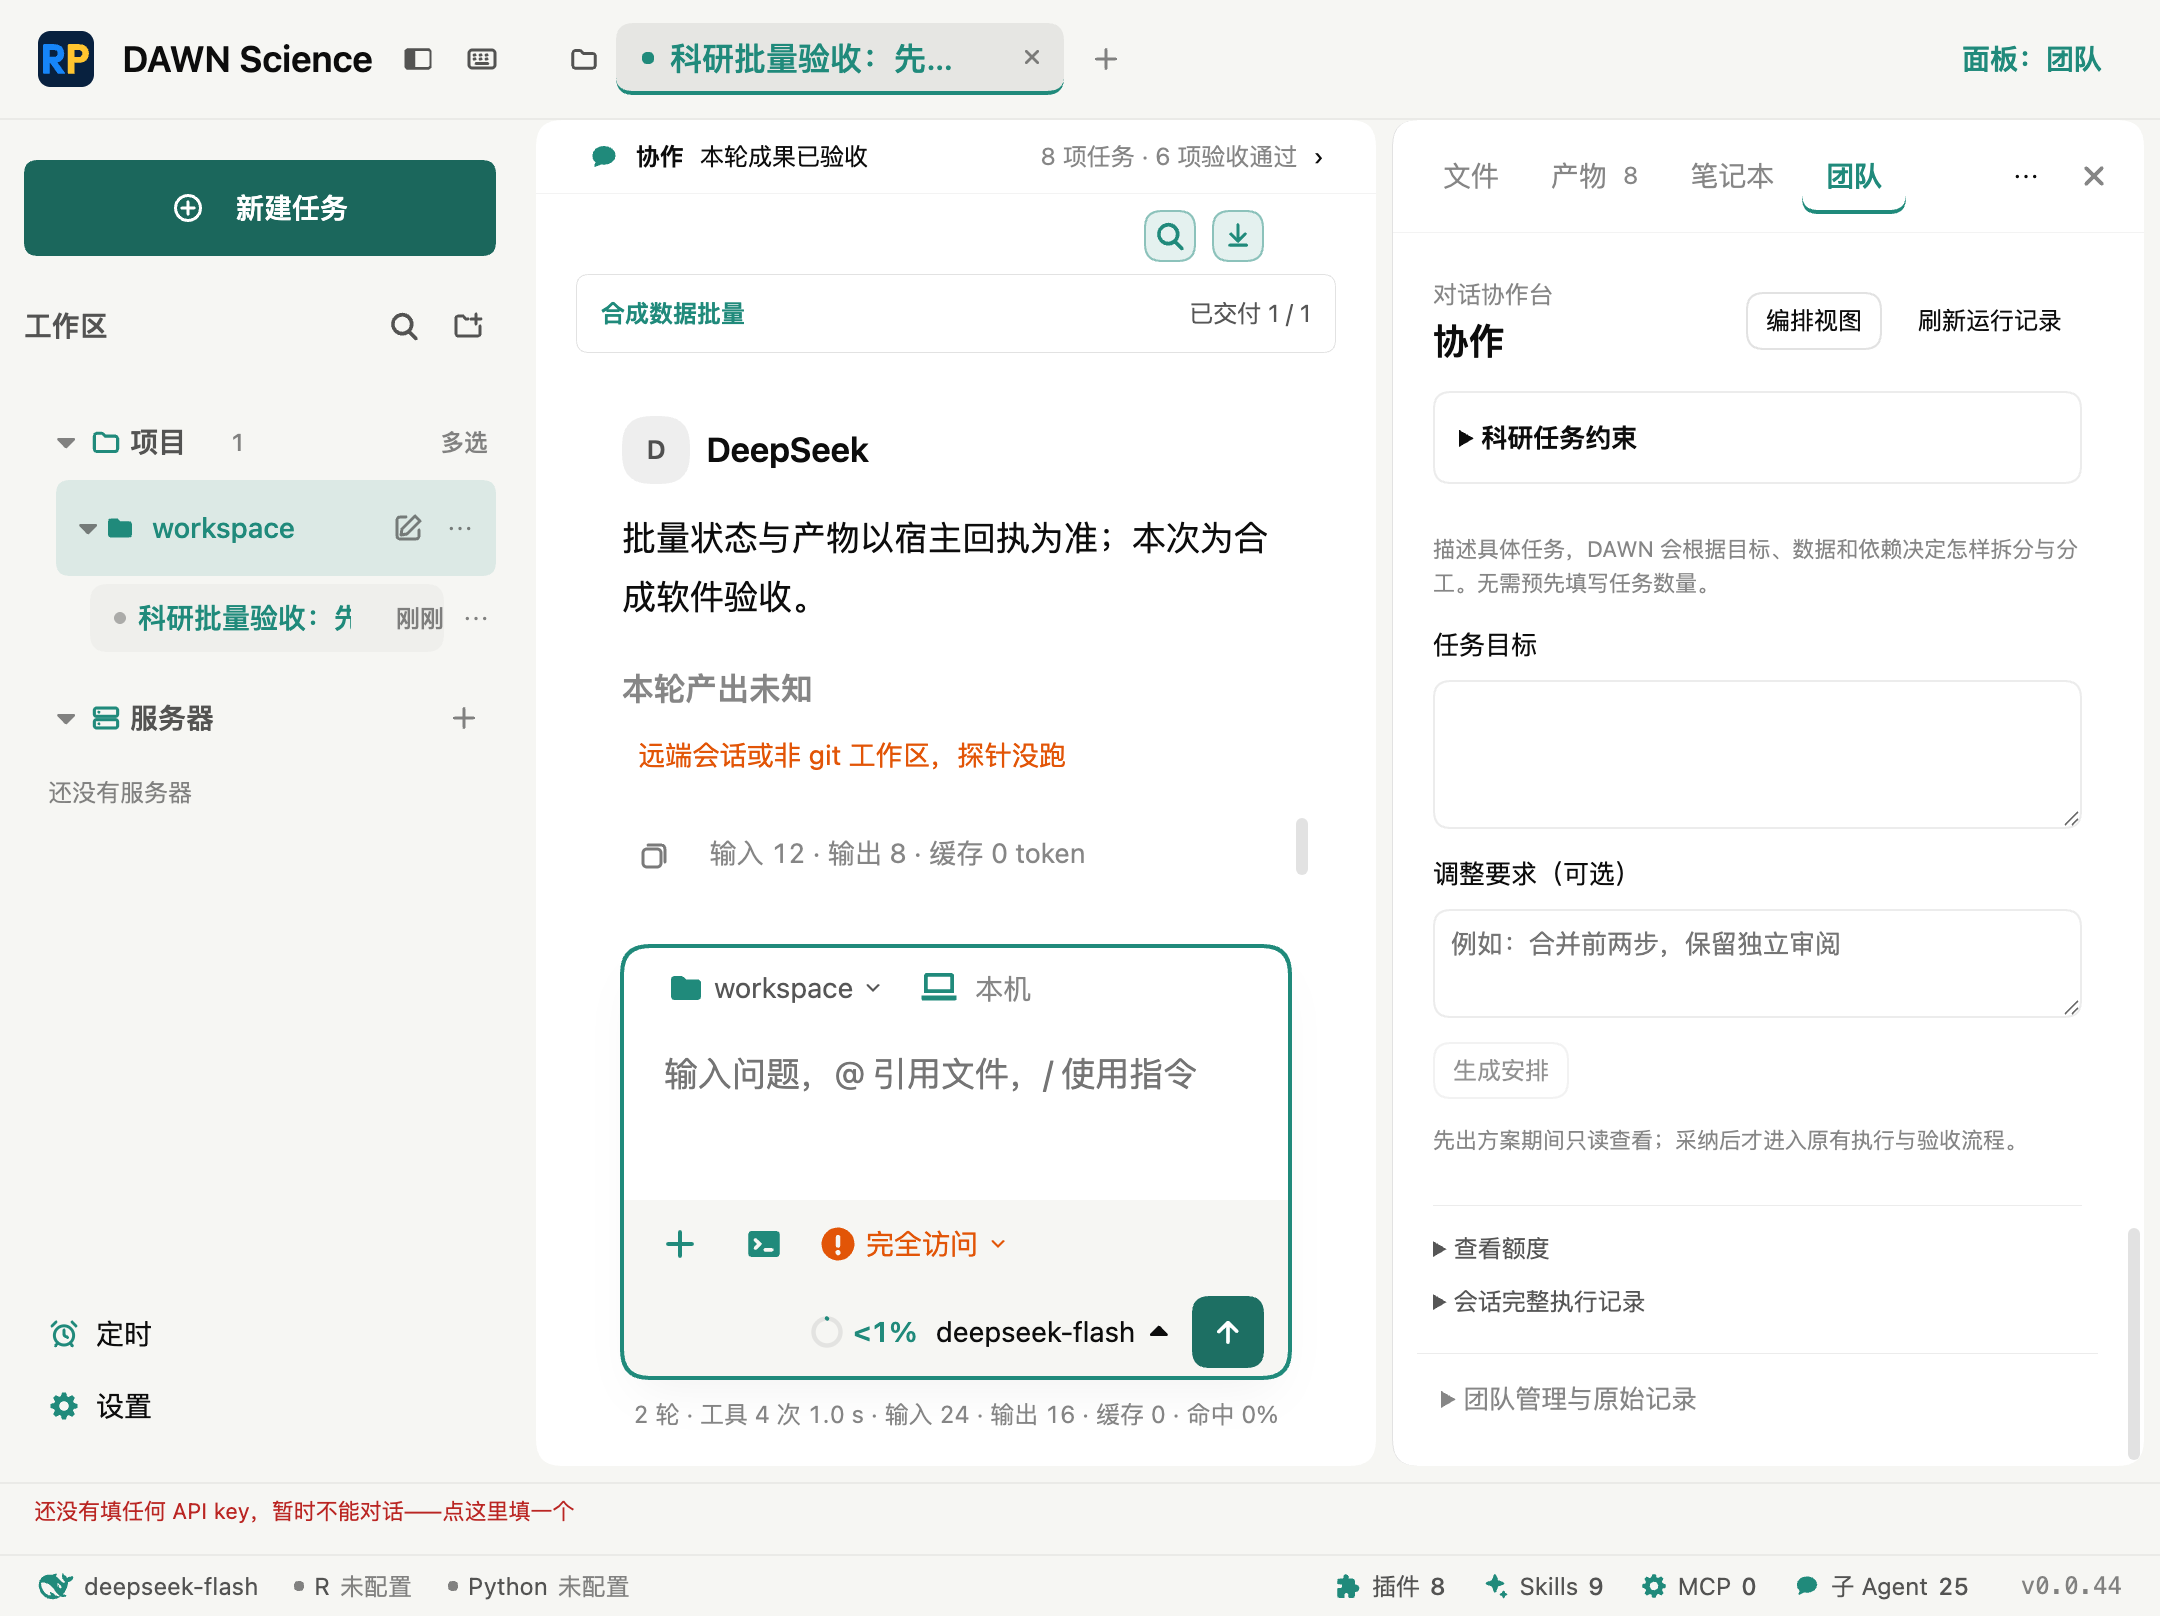 RP DAWN Science
科研批量验收：先...
面板：团队
新建任务
工作区
项目 1 多选
workspace
科研批量验收：先 刚刚
服务器
还没有服务器
定时
设置
协作 本轮成果已验收 8 项任务 · 6 项验收通过
合成数据批量 已交付 1 / 1
D DeepSeek
批量状态与产物以宿主回执为准；本次为合
成软件验收。
本轮产出未知
远端会话或非 git 工作区，探针没跑
输入 12 · 输出 8 · 缓存 0 token
workspace 本机
输入问题，@ 引用文件，/ 使用指令
完全访问
<1% deepseek-flash
2 轮 · 工具 4 次 1.0 s · 输入 24 · 输出 16 · 缓存 0 · 命中 0%
文件 产物 8 笔记本 团队
对话协作台
协作
编排视图 刷新运行记录
科研任务约束
描述具体任务，DAWN 会根据目标、数据和依赖决定怎样拆分与分
工。无需预先填写任务数量。
任务目标
调整要求（可选）
例如：合并前两步，保留独立审阅
生成安排
先出方案期间只读查看；采纳后才进入原有执行与验收流程。
查看额度
会话完整执行记录
团队管理与原始记录
还没有填任何 API key，暂时不能对话——点这里填一个
deepseek-flash R 未配置 Python 未配置
插件 8 Skills 9 MCP 0 子 Agent 25 v0.0.44